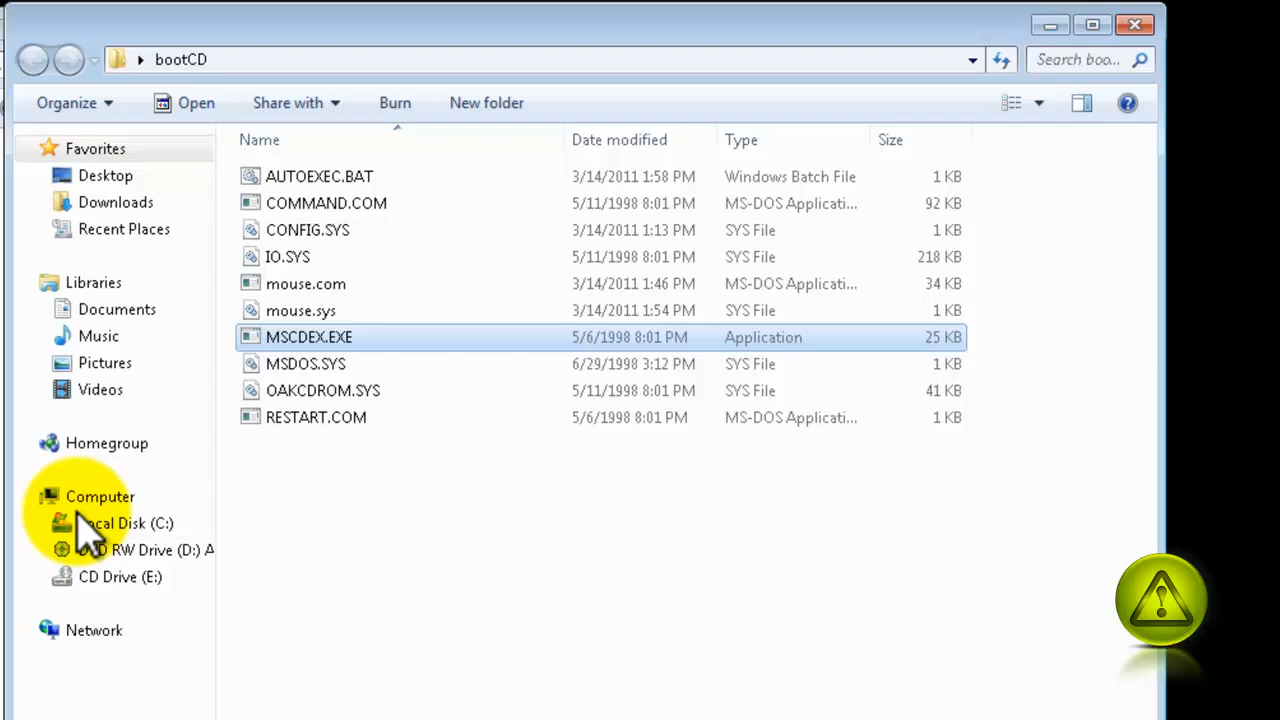 bootCD
Search boo...
Organize Open Share with Burn New folder
Name Date modified Type Size
Favorites
Desktop
Downloads
Recent Places
Libraries
Documents
Music
Pictures
Videos
Homegroup
Computer
Local Disk (C:)
DVD RW Drive (D:) A
CD Drive (E:)
Network
AUTOEXEC.BAT 3/14/2011 1:58 PM Windows Batch File 1 KB
COMMAND.COM 5/11/1998 8:01 PM MS-DOS Applicati... 92 KB
CONFIG.SYS 3/14/2011 1:13 PM SYS File 1 KB
IO.SYS 5/11/1998 8:01 PM SYS File 218 KB
mouse.com 3/14/2011 1:46 PM MS-DOS Applicati... 34 KB
mouse.sys 3/14/2011 1:54 PM SYS File 1 KB
MSCDEX.EXE 5/6/1998 8:01 PM Application 25 KB
MSDOS.SYS 6/29/1998 3:12 PM SYS File 1 KB
OAKCDROM.SYS 5/11/1998 8:01 PM SYS File 41 KB
RESTART.COM 5/6/1998 8:01 PM MS-DOS Applicati... 1 KB